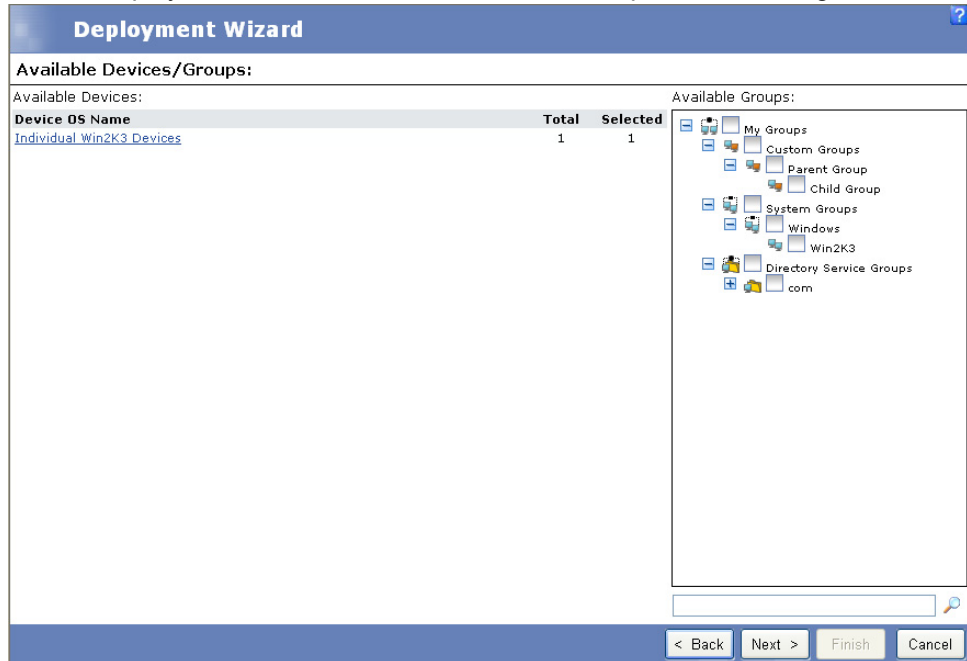 Deployment Wizard
?
Available Devices/Groups:
Available Devices:
Available Groups:
Device OS Name Total Selected
Individual Win2K3 Devices 1 1
My Groups
Custom Groups
Parent Group
Child Group
System Groups
Windows
Win2K3
Directory Service Groups
com
< Back Next > Finish Cancel